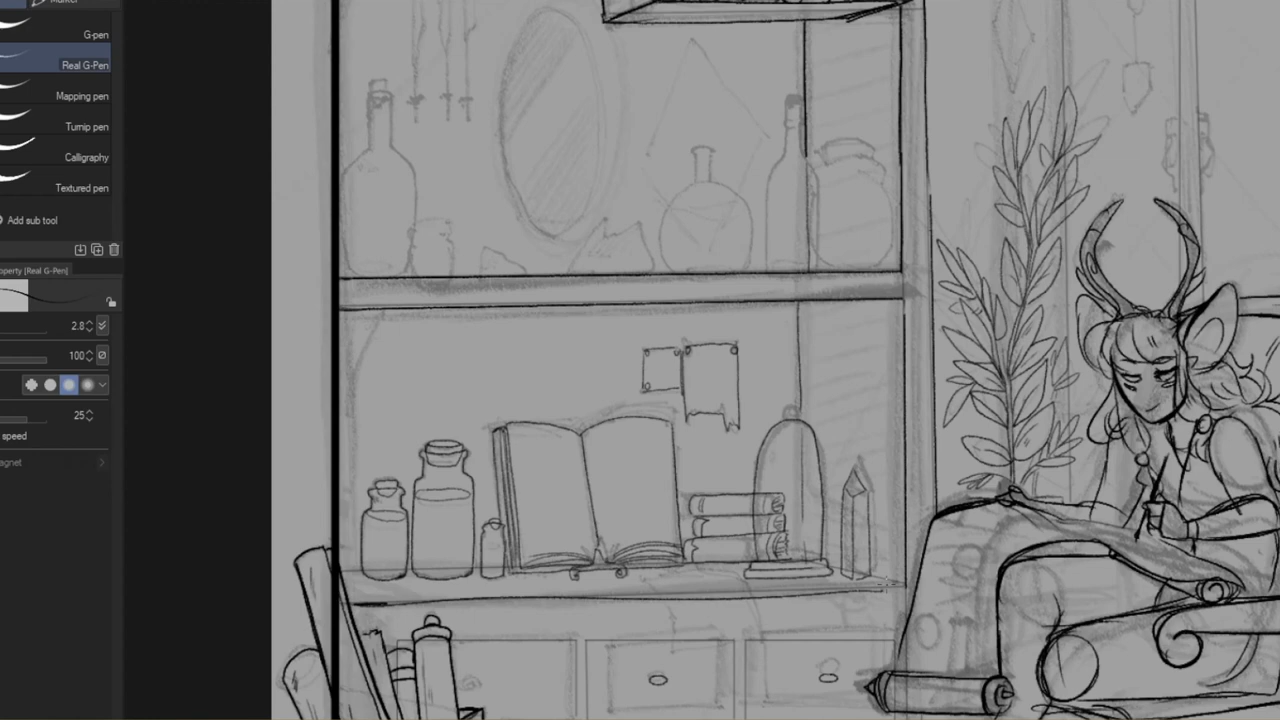 Marker
G-pen
Real G-Pen
Mapping pen
Turnip pen
Calligraphy
Textured pen
Add sub tool
operty [Real G-Pen]
2.8
100
25
speed
agnet